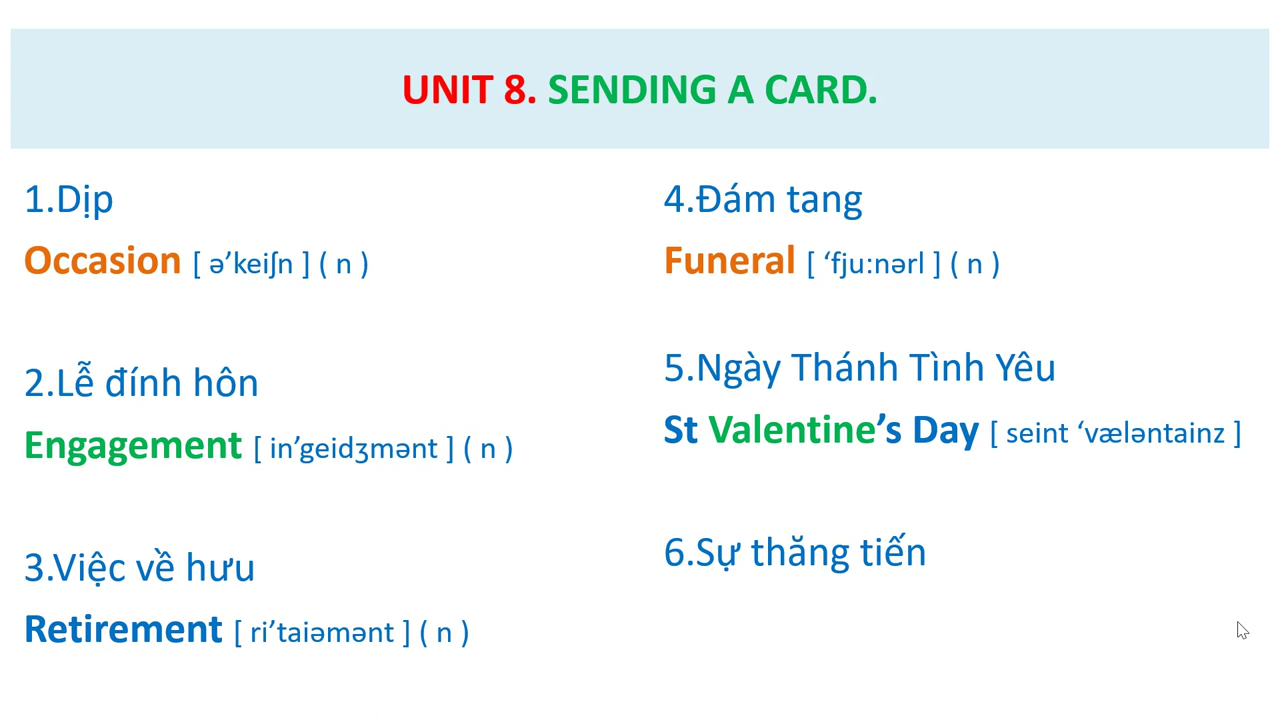 UNIT 8. SENDING A CARD.
1.Dịp
Occasion [ ə’keiʃn ] ( n )
2.Lễ đính hôn
Engagement [ in’geidʒmənt ] ( n )
3.Việc về hưu
Retirement [ ri’taiəmənt ] ( n )
4.Đám tang
Funeral [ ‘fju:nərl ] ( n )
5.Ngày Thánh Tình Yêu
St Valentine’s Day [ seint ‘væləntainz ]
6.Sự thăng tiến